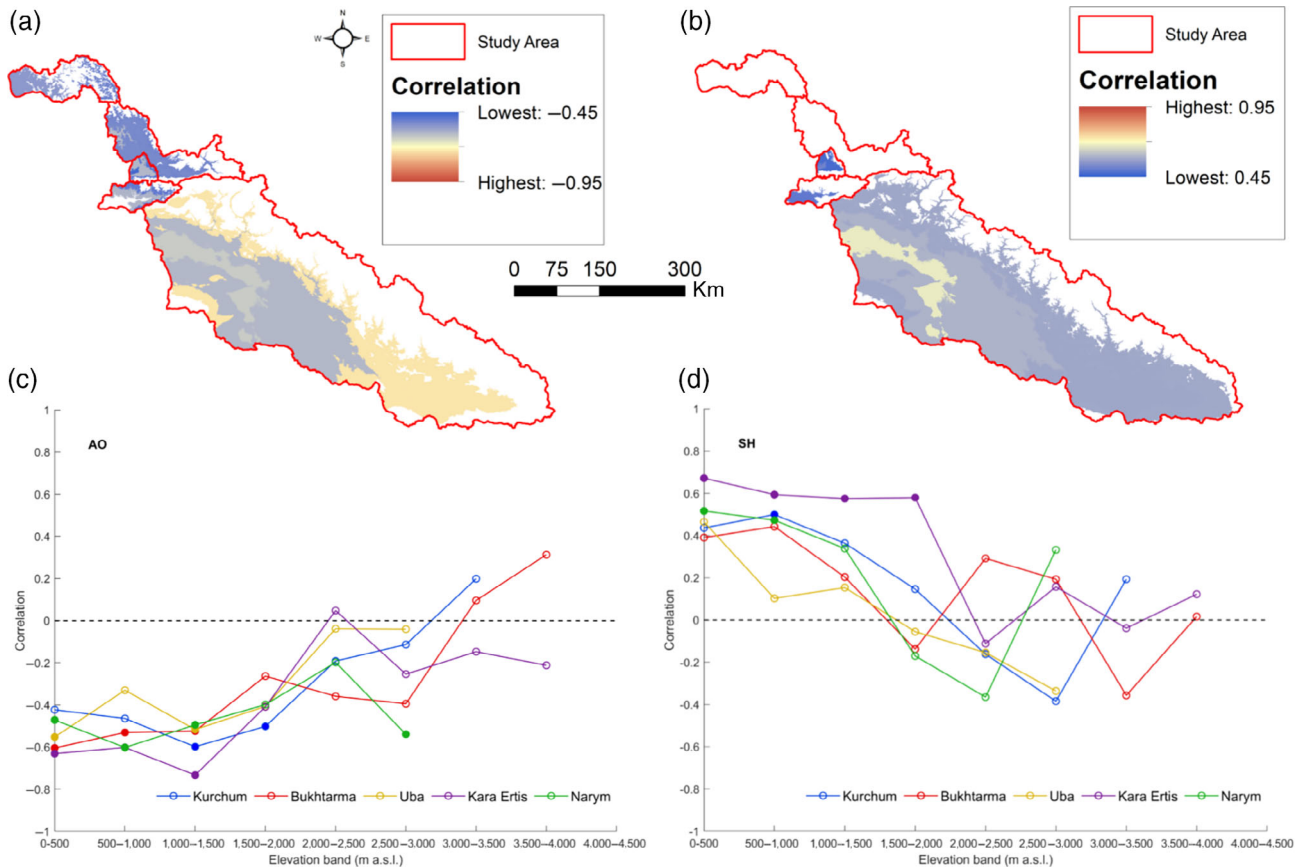 (a)
N
W E
S
Study Area
Correlation
Lowest: −0.45
Highest: −0.95
(b)
Study Area
Correlation
Highest: 0.95
Lowest: 0.45
0 75 150 300
Km
(c)
1
0.8
0.6
0.4
0.2
0
−0.2
−0.4
−0.6
−0.8
−1
Correlation
AO
Kurchum Bukhtarma Uba Kara Ertis Narym
0–500 500–1,000 1,000–1,500 1,500–2,000 2,000–2,500 2,500–3,000 3,000–3,500 3,500–4,000 4,000–4,500
Elevation band (m a.s.l.)
(d)
1
0.8
0.6
0.4
0.2
0
−0.2
−0.4
−0.6
−0.8
−1
Correlation
SH
Kurchum Bukhtarma Uba Kara Ertis Narym
0–500 500–1,000 1,000–1,500 1,500–2,000 2,000–2,500 2,500–3,000 3,000–3,500 3,500–4,000 4,000–4,500
Elevation band (m a.s.l.)